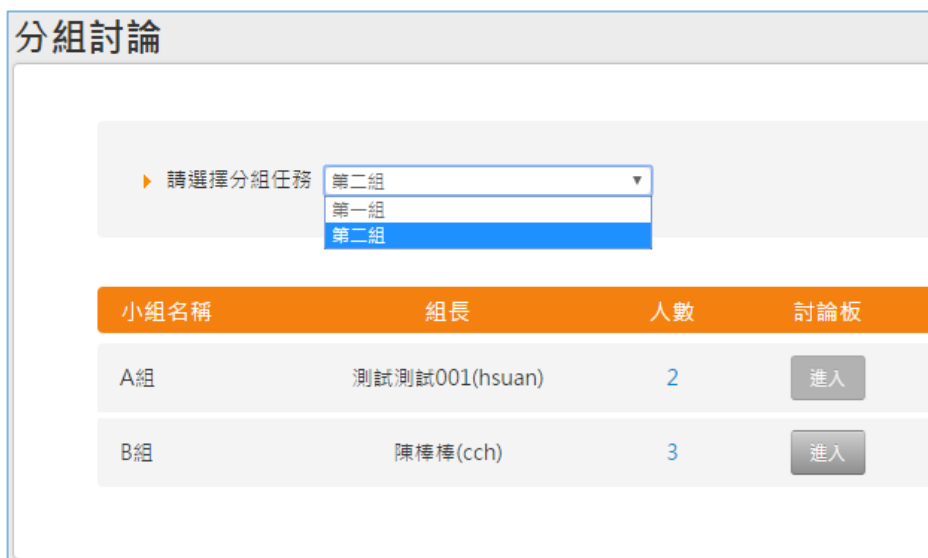 分組討論
請選擇分組任務 第二組
第一組
第二組
小組名稱 組長 人數 討論板
A組 測試測試001(hsuan) 2 進入
B組 陳棒棒(cch) 3 進入